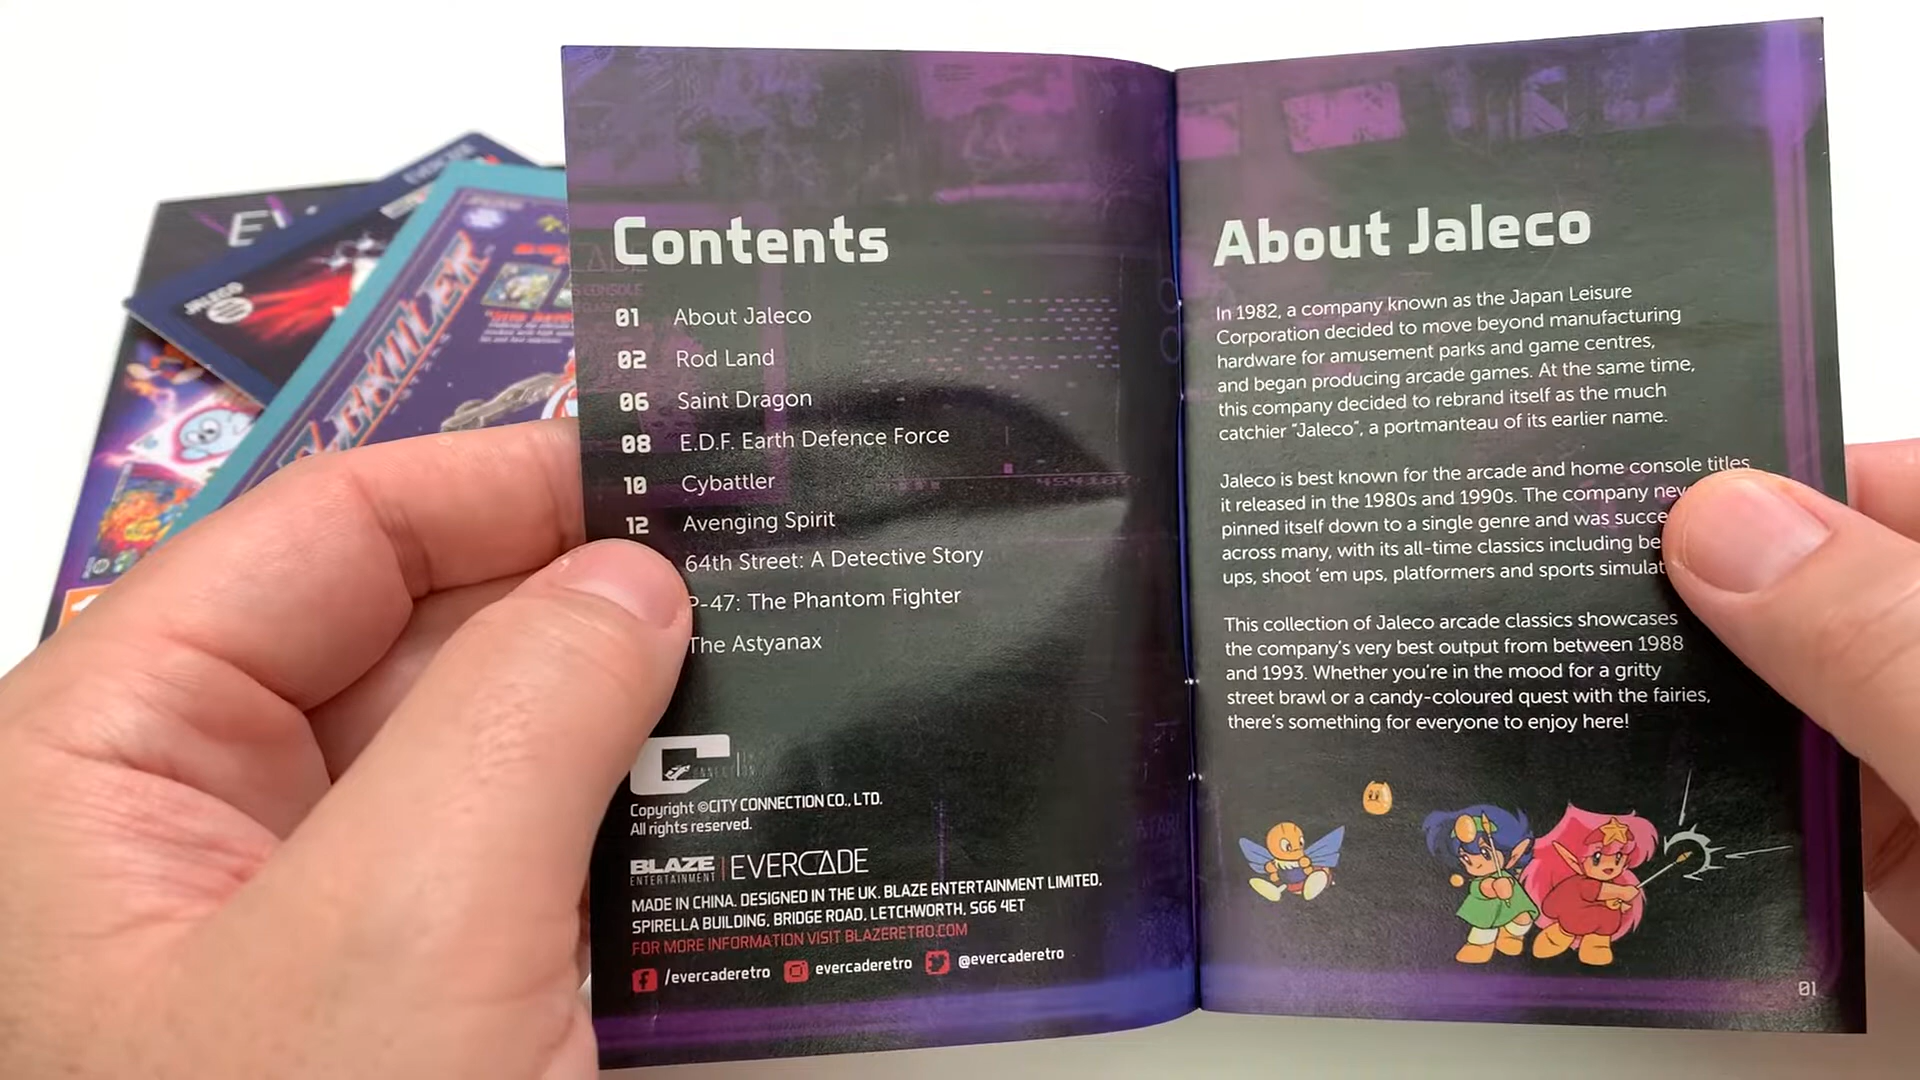 Contents
01 About Jaleco
02 Rod Land
06 Saint Dragon
08 E.D.F. Earth Defence Force
10 Cybattler
12 Avenging Spirit
64th Street: A Detective Story
P-47: The Phantom Fighter
The Astyanax
Copyright ©CITY CONNECTION CO., LTD.
All rights reserved.
BLAZE EVERCADE
ENTERTAINMENT
MADE IN CHINA. DESIGNED IN THE UK. BLAZE ENTERTAINMENT LIMITED.
SPIRELLA BUILDING, BRIDGE ROAD, LETCHWORTH, SG6 4ET
FOR MORE INFORMATION VISIT BLAZERETRO.COM
/evercaderetro evercaderetro @evercaderetro
About Jaleco
In 1982, a company known as the Japan Leisure
Corporation decided to move beyond manufacturing
hardware for amusement parks and game centres,
and began producing arcade games. At the same time,
this company decided to rebrand itself as the much
catchier “Jaleco”, a portmanteau of its earlier name.
Jaleco is best known for the arcade and home console titles
it released in the 1980s and 1990s. The company
pinned itself down to a single genre and was
across many, with its all-time classics including
ups, shoot ’em ups, platformers and sports
This collection of Jaleco arcade classics showcases
the company’s very best output from between 1988
and 1993. Whether you’re in the mood for a gritty
street brawl or a candy-coloured quest with the fairies,
there’s something for everyone to enjoy here!
01
JALECO